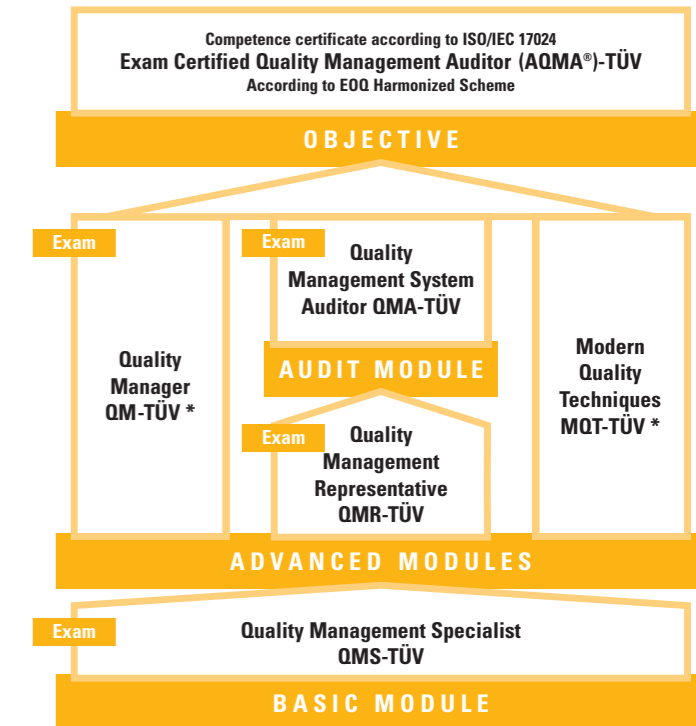 Competence certificate according to ISO/IEC 17024
Exam Certified Quality Management Auditor (AQMA®)-TÜV
According to EOQ Harmonized Scheme
OBJECTIVE
Exam
Quality
Manager
QM-TÜV *
Exam
Quality
Management System
Auditor QMA-TÜV
AUDIT MODULE
Exam
Quality
Management
Representative
QMR-TÜV
Modern
Quality
Techniques
MQT-TÜV *
ADVANCED MODULES
Exam
Quality Management Specialist
QMS-TÜV
BASIC MODULE